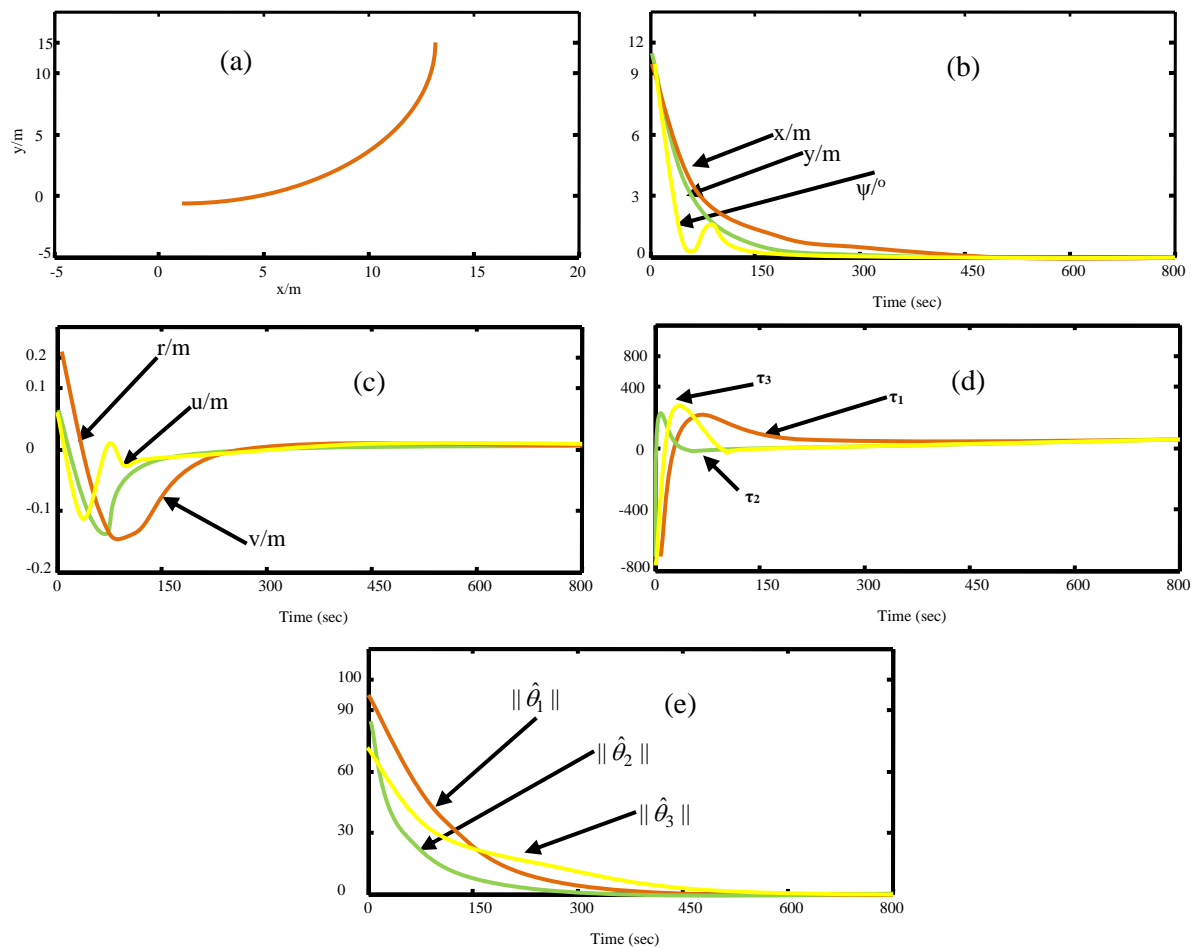 (a)
15
10
5
0
-5
y/m
-5 0 5 10 15 20
x/m
(b)
12
9
6
3
0
x/m
y/m
ψ/o
0 150 300 450 600 800
Time (sec)
(c)
0.2
0.1
0
-0.1
-0.2
r/m
u/m
v/m
0 150 300 450 600 800
Time (sec)
(d)
800
400
0
-400
-800
τ3
τ1
τ2
0 150 300 450 600 800
Time (sec)
(e)
100
90
60
30
0
|| θ̂1 ||
|| θ̂2 ||
|| θ̂3 ||
0 150 300 450 600 800
Time (sec)